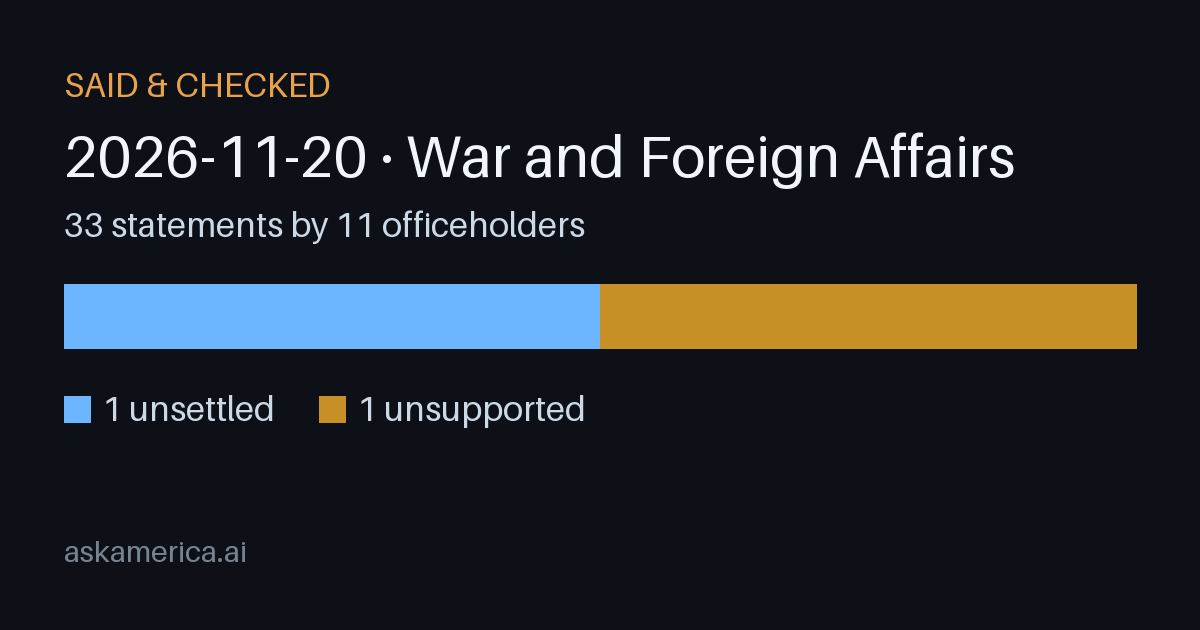 SAID & CHECKED
2026-11-20 · War and Foreign Affairs
33 statements by 11 officeholders
1 unsettled 1 unsupported
askamerica.ai